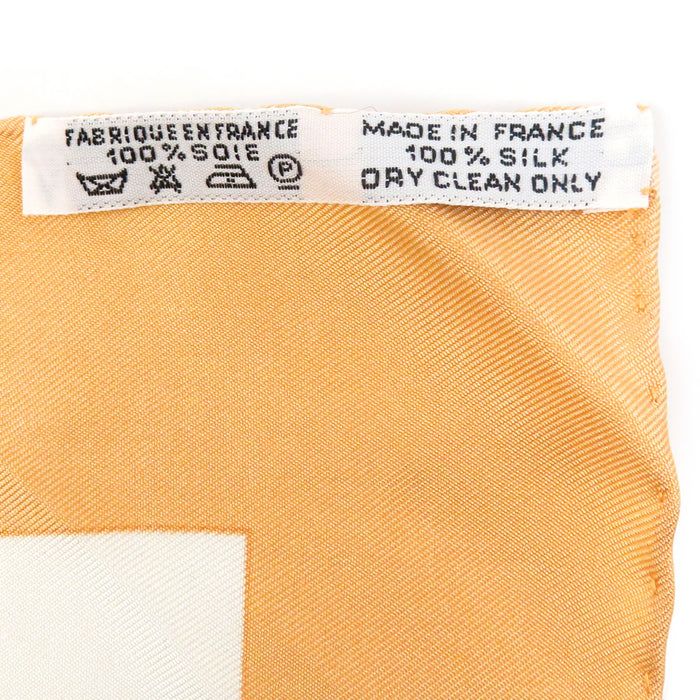 FABRIQUE EN FRANCE
100% SOIE
P
MADE IN FRANCE
100% SILK
DRY CLEAN ONLY